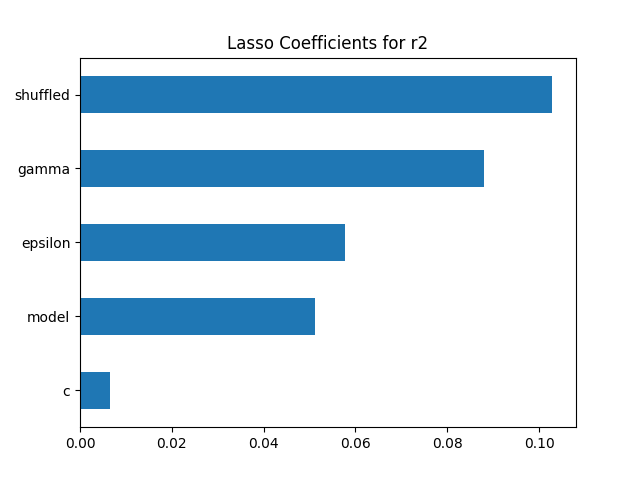 Lasso Coefficients for r2
shuffled
gamma
epsilon
model
c
0.00 0.02 0.04 0.06 0.08 0.10